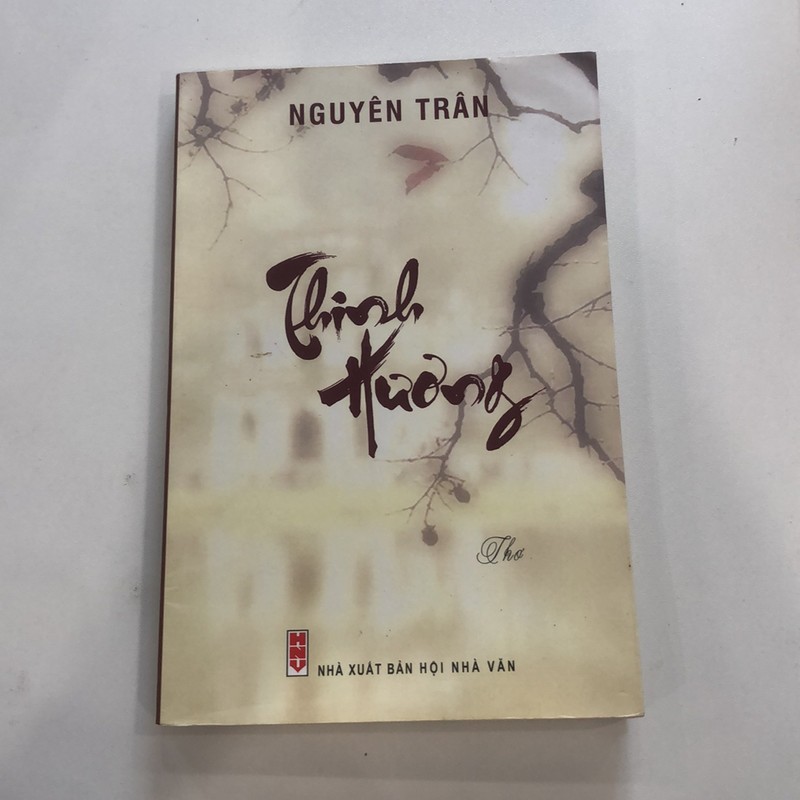 NGUYÊN TRÂN
Thinh
Hương
Thơ
HNV
NHÀ XUẤT BẢN HỘI NHÀ VĂN